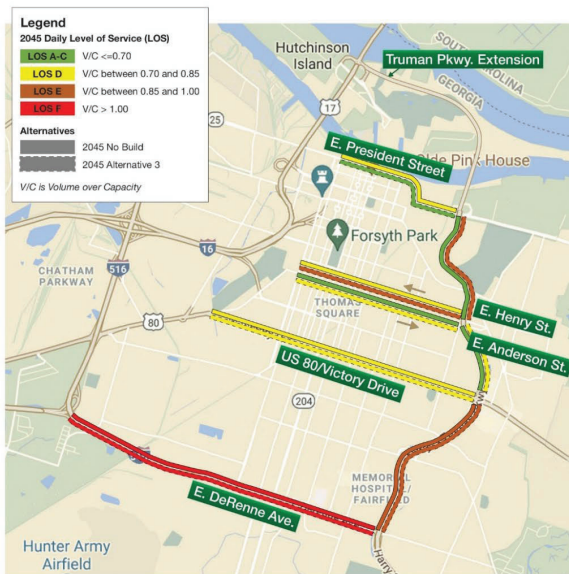 Legend
2045 Daily Level of Service (LOS)
LOS A-C V/C <=0.70
LOS D V/C between 0.70 and 0.85
LOS E V/C between 0.85 and 1.00
LOS F V/C > 1.00
Alternatives
2045 No Build
2045 Alternative 3
V/C is Volume over Capacity
Hutchinson
Island
SOUTH CAROLINA
GEORGIA
Truman Pkwy. Extension
17
25
E. President Street
Olde Pink House
Forsyth Park
16
CHATHAM
PARKWAY
516
80
THOMAS
SQUARE
E. Henry St.
E. Anderson St.
US 80/Victory Drive
204
MEMORIAL
HOSPITAL/
FAIRFIELD
E. DeRenne Ave.
Hunter Army
Airfield
Harry